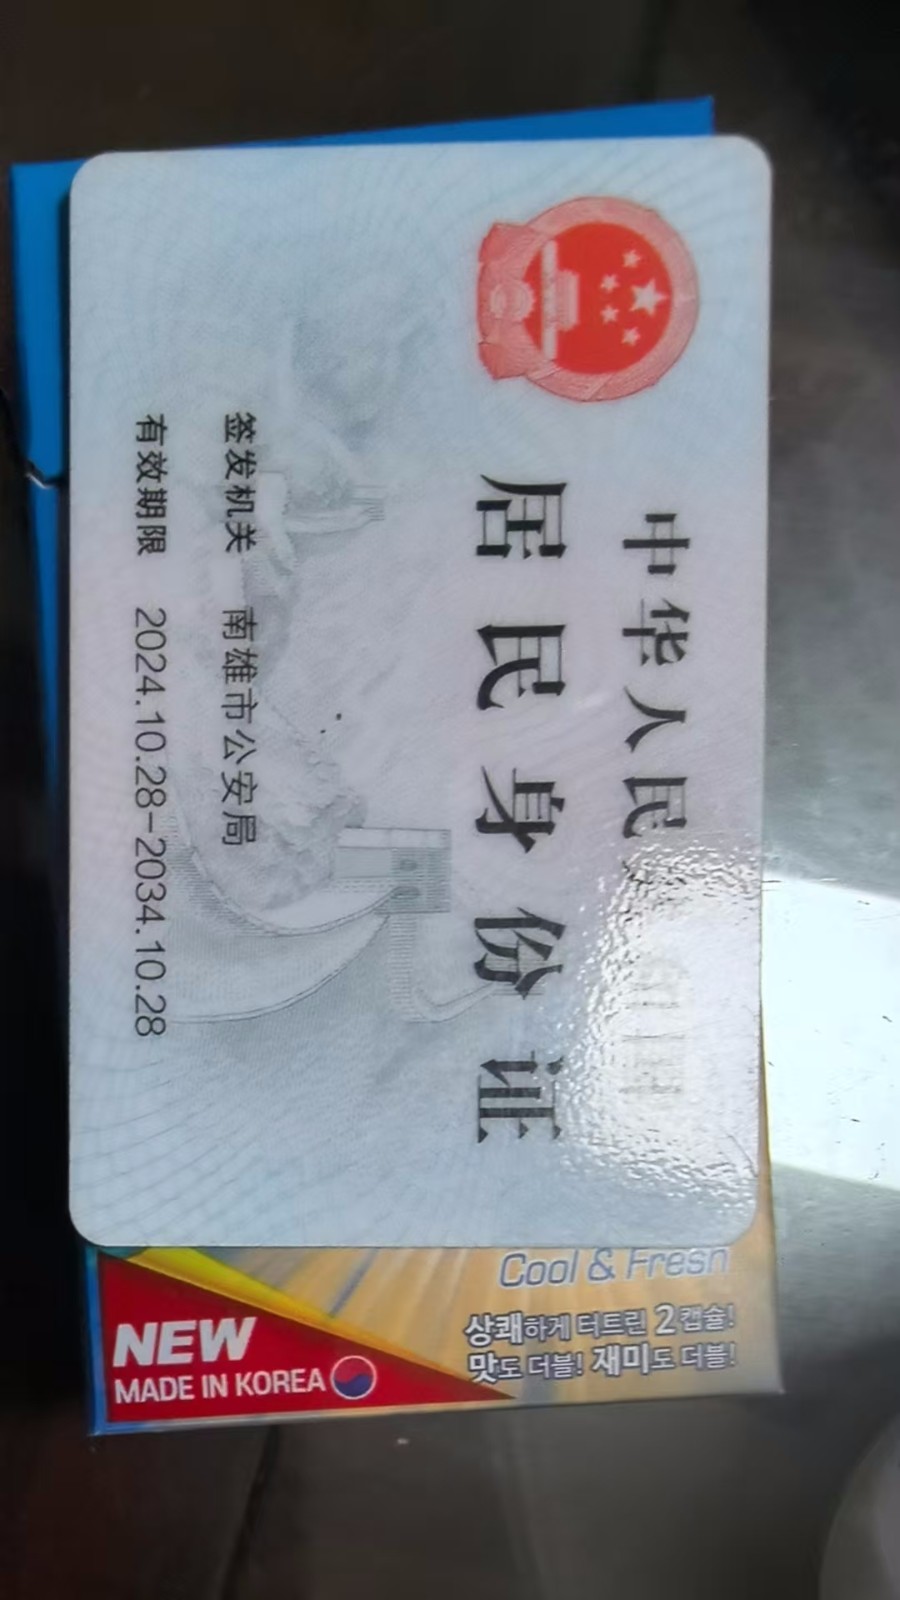 中华人民
居民身份证
签发机关 南雄市公安局
有效期限 2024.10.28-2034.10.28
Cool & Fresh
상쾌하게 터트린 2캡슐!
맛도 더블! 재미도 더블!
NEW
MADE IN KOREA